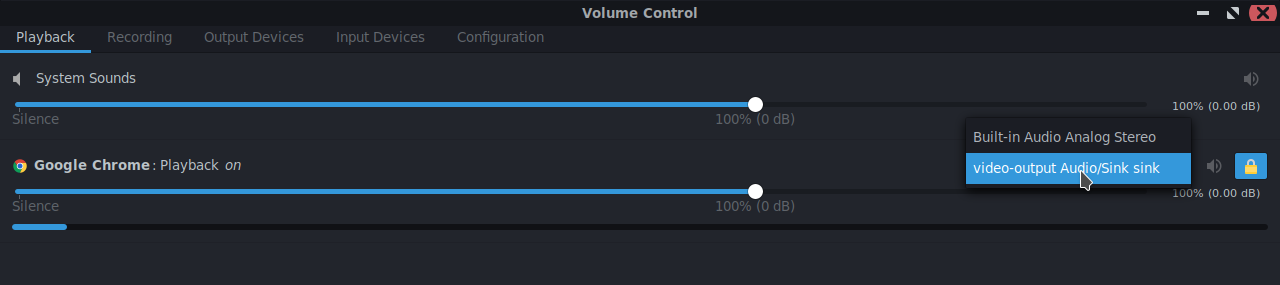 Volume Control
Playback Recording Output Devices Input Devices Configuration
System Sounds
100% (0.00 dB)
Silence 100% (0 dB)
Built-in Audio Analog Stereo
Google Chrome: Playback on
video-output Audio/Sink sink
100% (0.00 dB)
Silence 100% (0 dB)